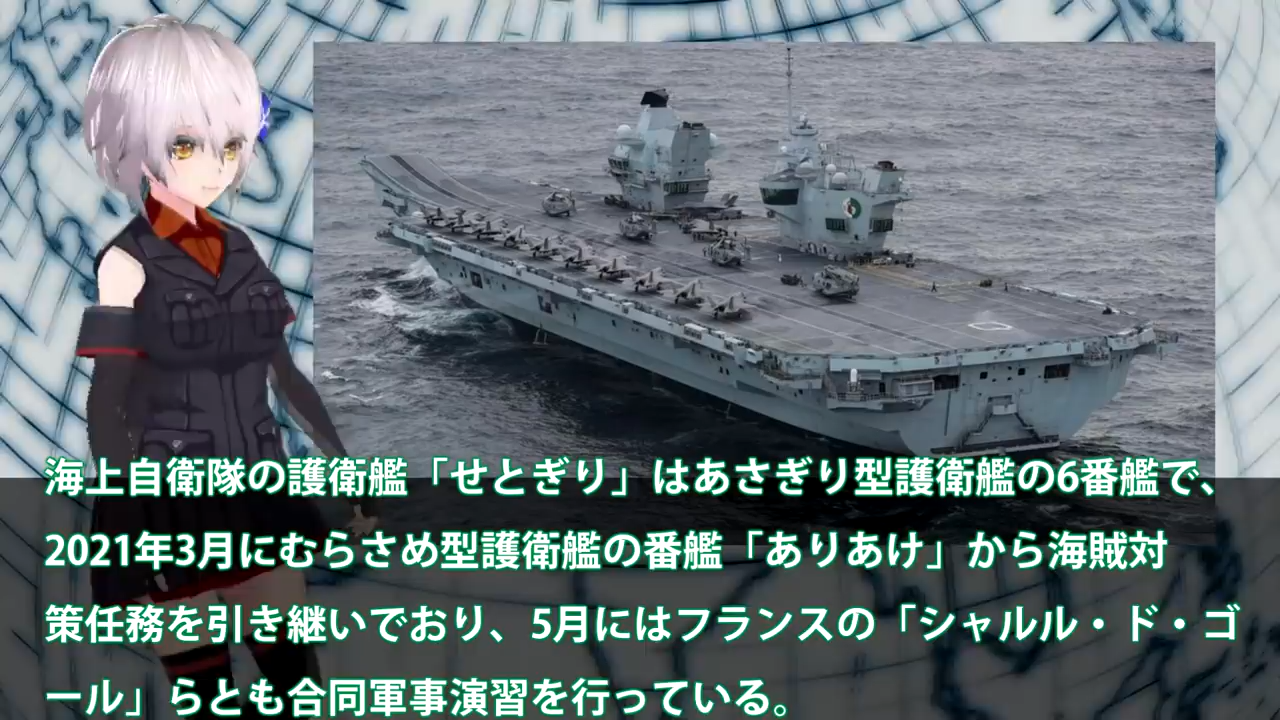 海上自衛隊の護衛艦「せとぎり」はあさぎり型護衛艦の6番艦で、
2021年3月にむらさめ型護衛艦の番艦「ありあけ」から海賊対
策任務を引き継いでおり、5月にはフランスの「シャルル・ド・ゴ
ール」らとも合同軍事演習を行っている。